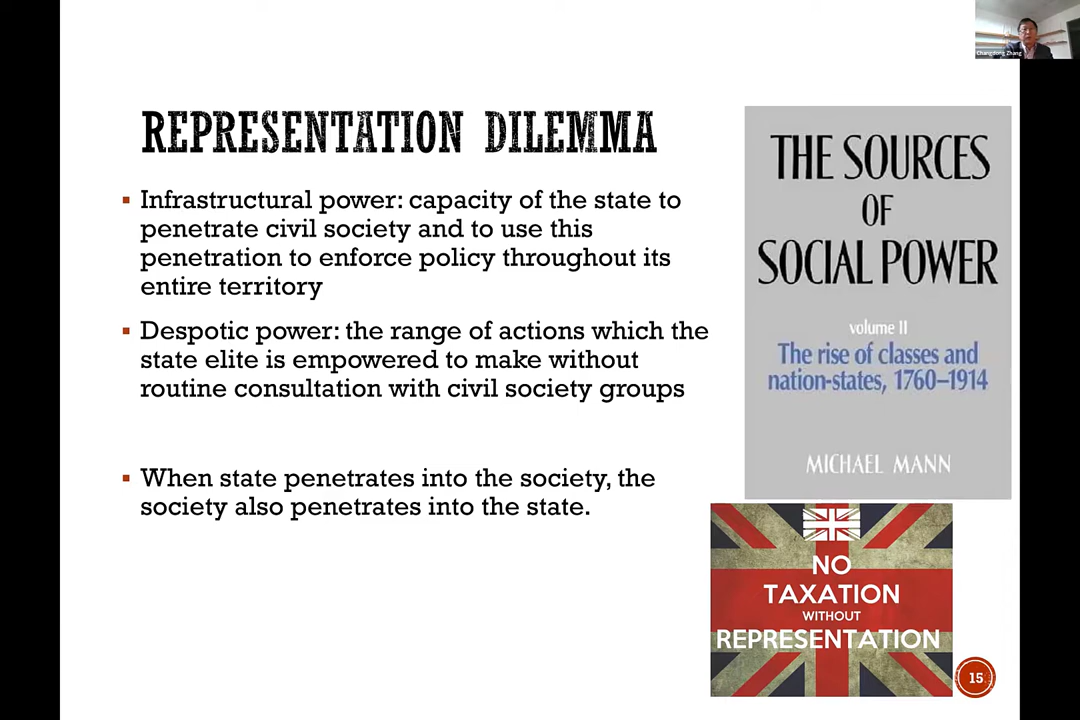 Changdong Zhang
REPRESENTATION DILEMMA
▪ Infrastructural power: capacity of the state to
penetrate civil society and to use this
penetration to enforce policy throughout its
entire territory
▪ Despotic power: the range of actions which the
state elite is empowered to make without
routine consultation with civil society groups
▪ When state penetrates into the society, the
society also penetrates into the state.
THE SOURCES
OF
SOCIAL POWER
volume II
The rise of classes and
nation-states, 1760–1914
MICHAEL MANN
NO
TAXATION
WITHOUT
REPRESENTATION
15